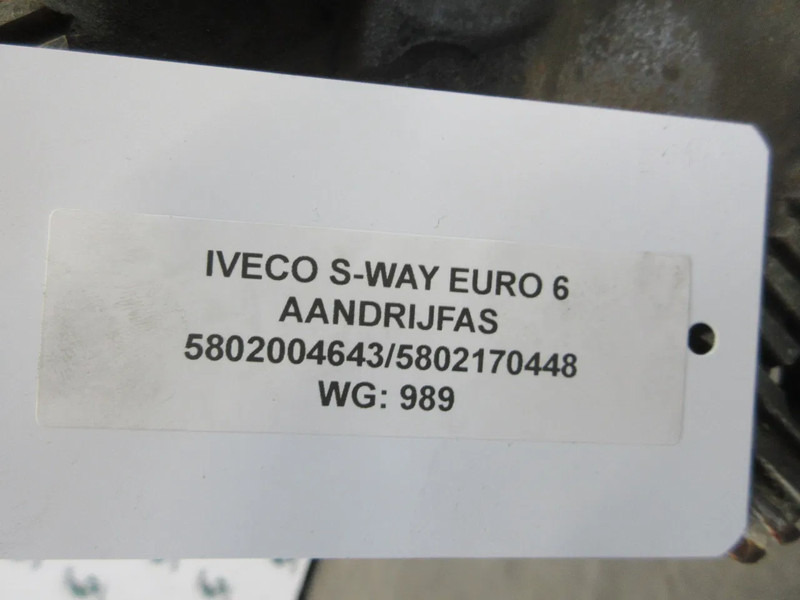 IVECO S-WAY EURO 6
AANDRIJFAS
5802004643/5802170448
WG: 989